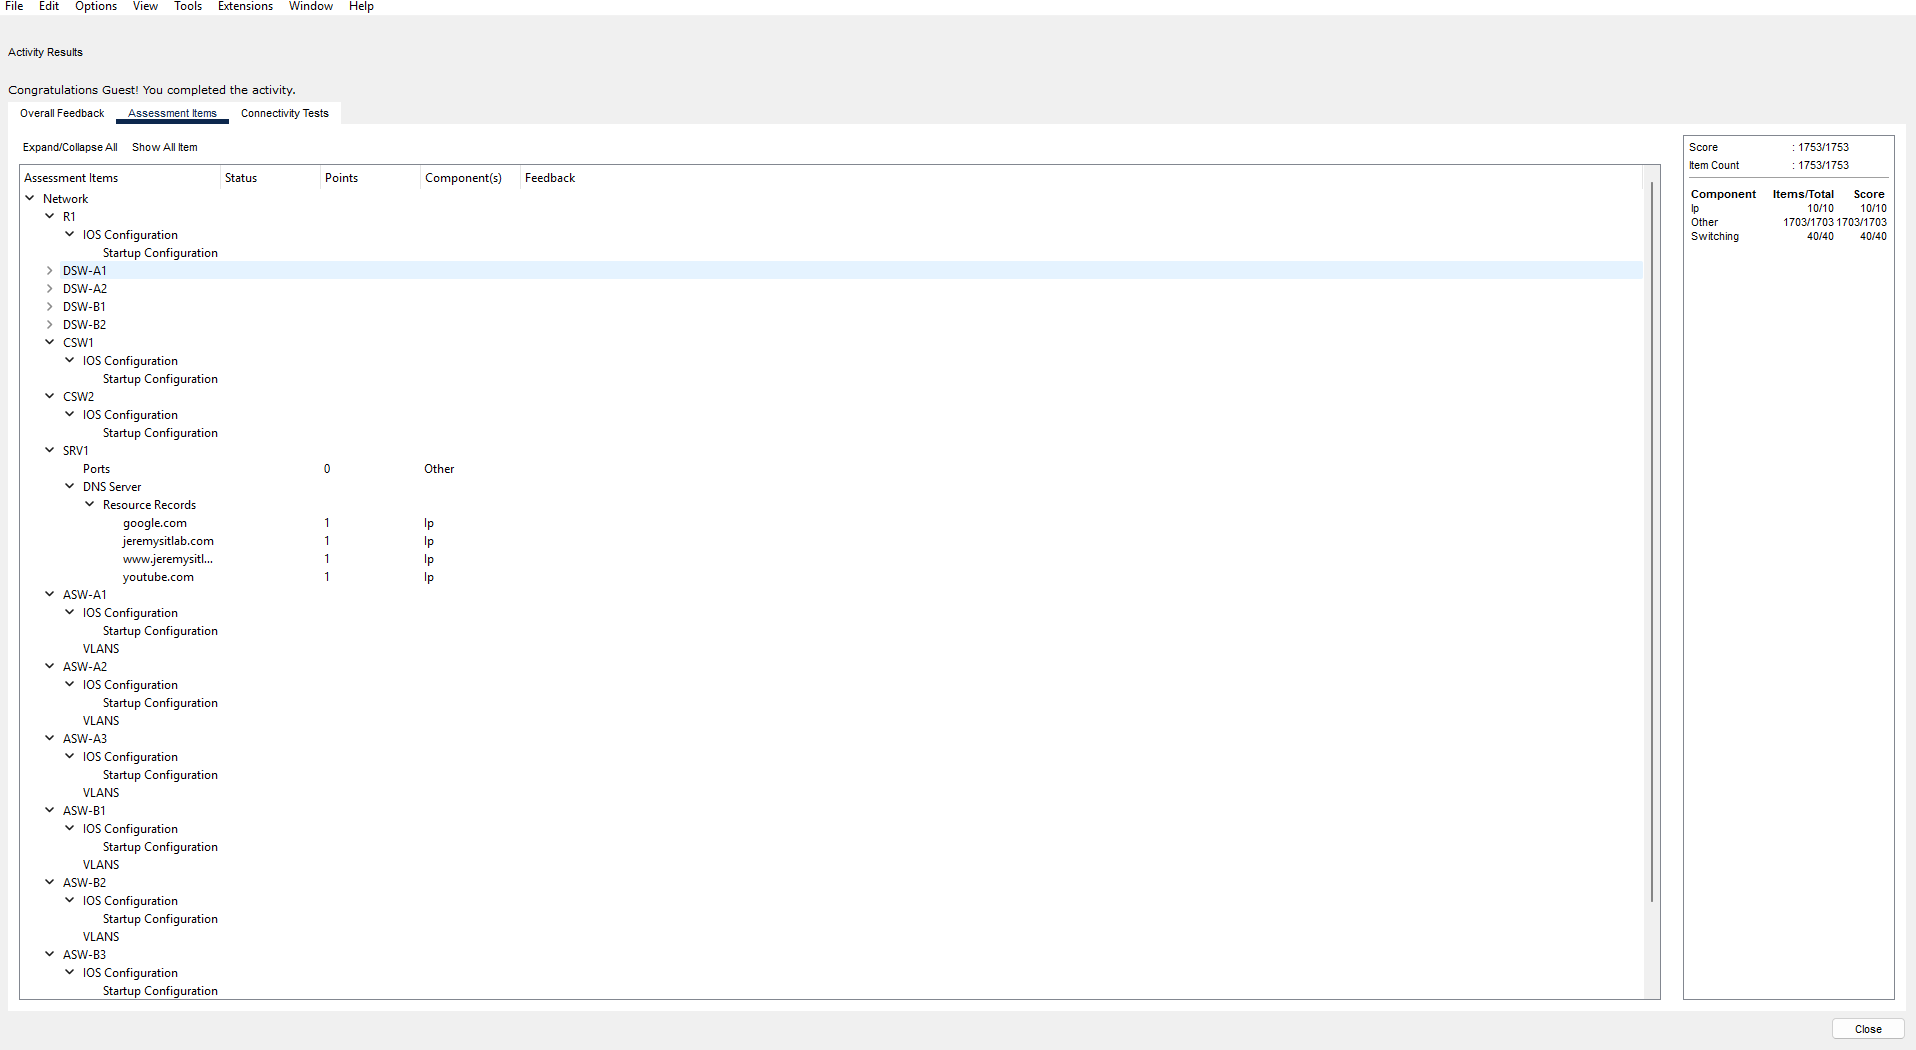 File Edit Options View Tools Extensions Window Help
Activity Results
Congratulations Guest! You completed the activity.
Overall Feedback Assessment Items Connectivity Tests
Expand/Collapse All Show All Item
Assessment Items Status Points Component(s) Feedback
Network
R1
IOS Configuration
Startup Configuration
DSW-A1
DSW-A2
DSW-B1
DSW-B2
CSW1
IOS Configuration
Startup Configuration
CSW2
IOS Configuration
Startup Configuration
SRV1
Ports 0 Other
DNS Server
Resource Records
google.com 1 Ip
jeremysitlab.com 1 Ip
www.jeremysitl... 1 Ip
youtube.com 1 Ip
ASW-A1
IOS Configuration
Startup Configuration
VLANS
ASW-A2
IOS Configuration
Startup Configuration
VLANS
ASW-A3
IOS Configuration
Startup Configuration
VLANS
ASW-B1
IOS Configuration
Startup Configuration
VLANS
ASW-B2
IOS Configuration
Startup Configuration
VLANS
ASW-B3
IOS Configuration
Startup Configuration
Score : 1753/1753
Item Count : 1753/1753
Component Items/Total Score
Ip 10/10 10/10
Other 1703/1703 1703/1703
Switching 40/40 40/40
Close